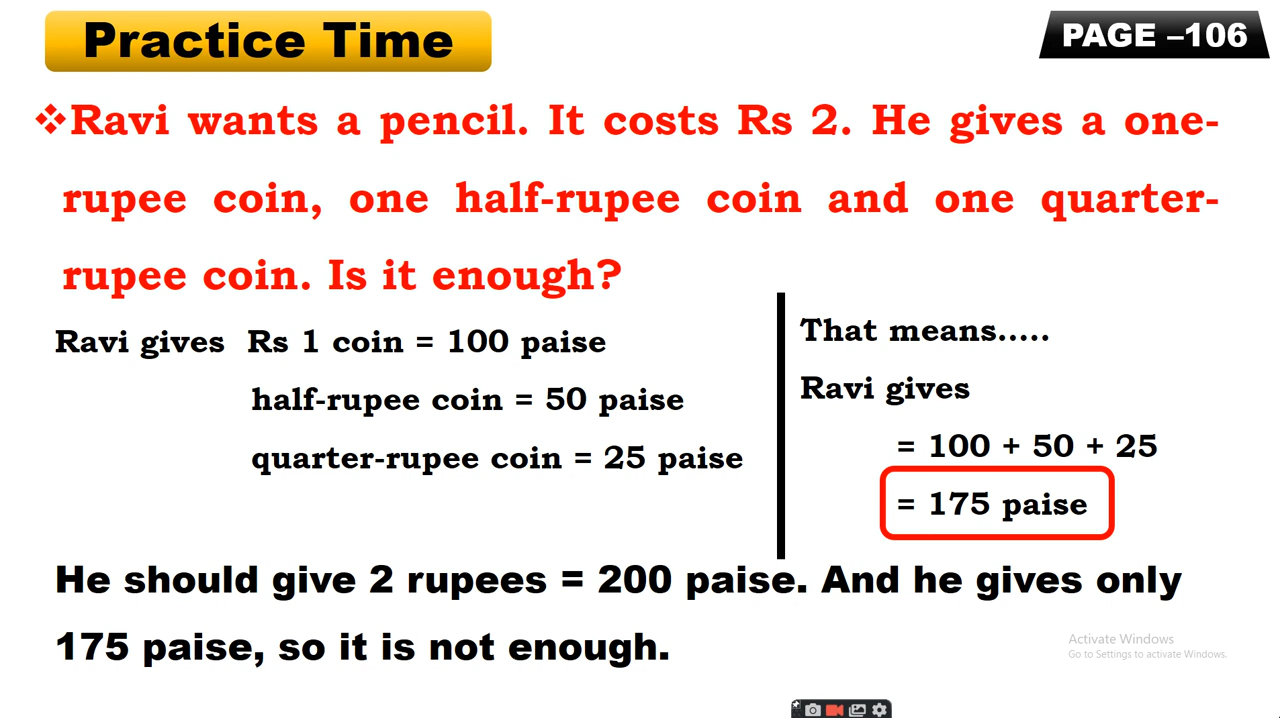 Practice Time
PAGE –106
❖Ravi wants a pencil. It costs Rs 2. He gives a one-
rupee coin, one half-rupee coin and one quarter-
rupee coin. Is it enough?
Ravi gives Rs 1 coin = 100 paise
half-rupee coin = 50 paise
quarter-rupee coin = 25 paise
That means.....
Ravi gives
= 100 + 50 + 25
= 175 paise
He should give 2 rupees = 200 paise. And he gives only
175 paise, so it is not enough.
Activate Windows
Go to Settings to activate Windows.